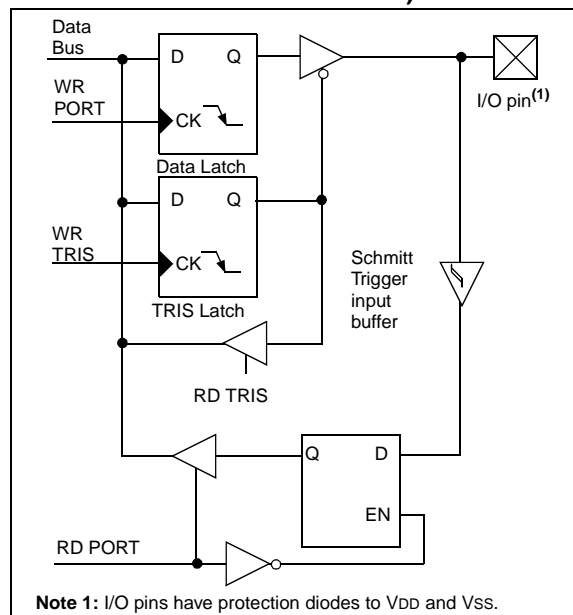 Data
Bus
D Q
WR
PORT
CK
Data Latch
I/O pin(1)
D Q
WR
TRIS
CK
TRIS Latch
Schmitt
Trigger
input
buffer
RD TRIS
Q D
EN
RD PORT
Note 1: I/O pins have protection diodes to VDD and VSS.